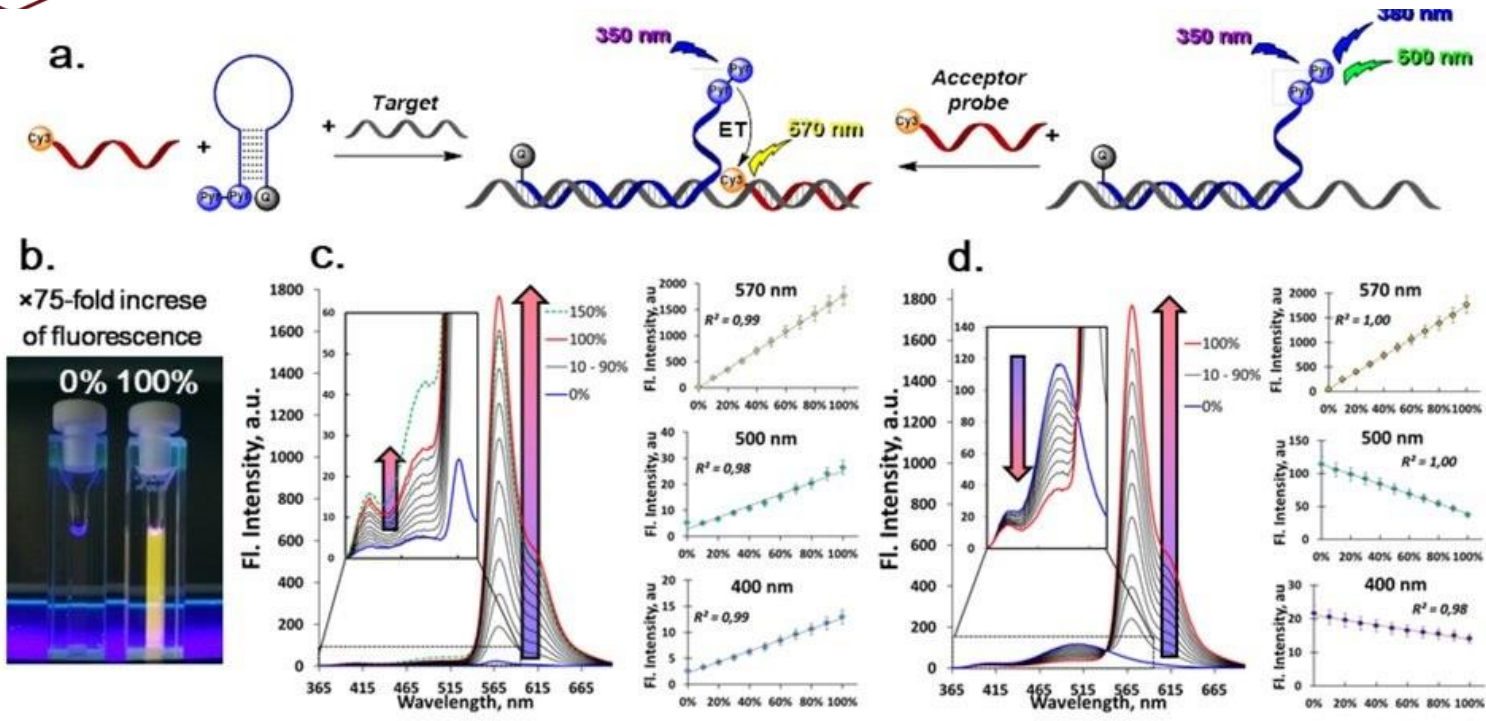 a.
350 nm
Pyr
Pyr
380 nm
350 nm
Pyr
Pyr
500 nm
Cy3
+
+
Target
Q
ET
570 nm
Cy3
Acceptor
probe
Cy3
+
Q
Pyr
Pyr
Q
b.
×75-fold increse
of fluorescence
0% 100%
c.
Fl. Intensity, a.u.
1800
1600
1400
1200
1000
800
600
400
200
0
60
50
40
30
20
10
0
150%
100%
10 - 90%
0%
365 415 465 515 565 615 665
Wavelength, nm
570 nm
Fl. Intensity, au
2000
1500
1000
500
0
R² = 0,99
0% 20% 40% 60% 80% 100%
500 nm
Fl. Intensity, au
40
30
20
10
0
R² = 0,98
0% 20% 40% 60% 80% 100%
400 nm
Fl. Intensity, au
20
15
10
5
0
R² = 0,99
0% 20% 40% 60% 80% 100%
d.
Fl. Intensity, a.u.
1800
1600
1400
1200
1000
800
600
400
200
0
140
120
100
80
60
40
20
0
100%
10 - 90%
0%
365 415 465 515 565 615 665
Wavelength, nm
570 nm
Fl. Intensity, au
2000
1500
1000
500
0
R² = 1,00
0% 20% 40% 60% 80% 100%
500 nm
Fl. Intensity, au
150
100
50
0
R² = 1,00
0% 20% 40% 60% 80% 100%
400 nm
Fl. Intensity, au
30
20
10
0
R² = 0,98
0% 20% 40% 60% 80% 100%